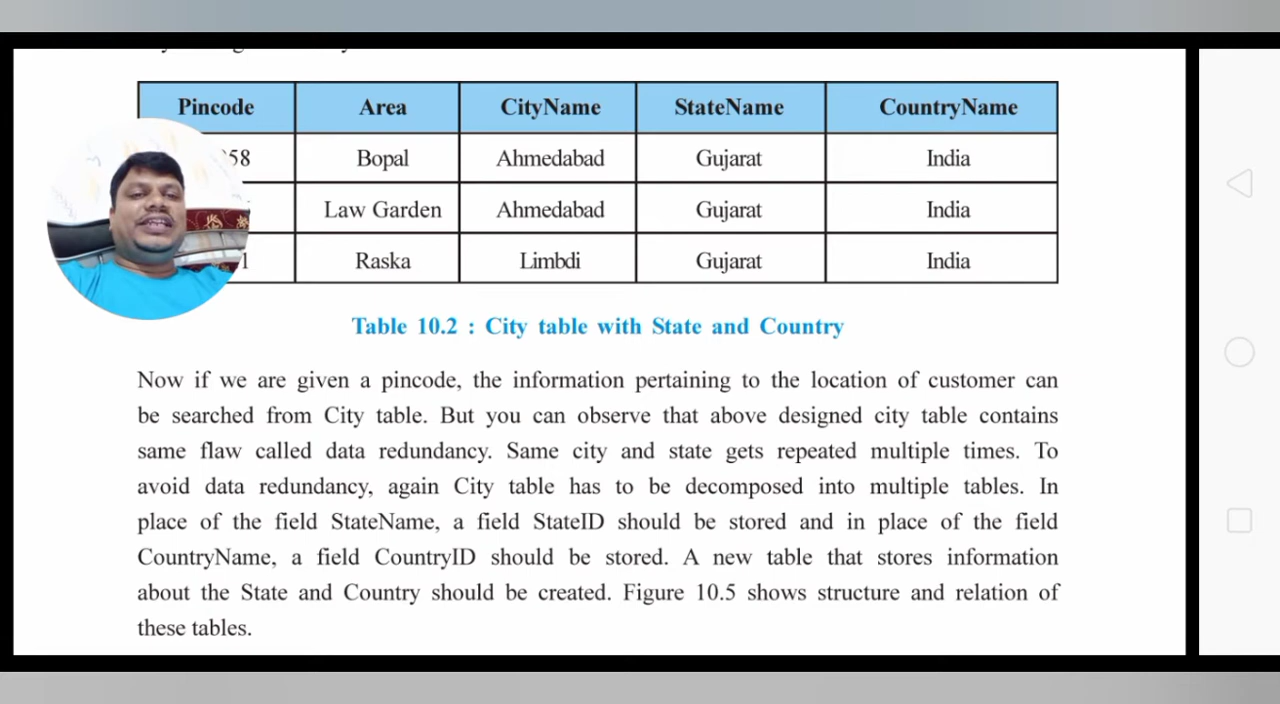 Pincode Area CityName StateName CountryName
58 Bopal Ahmedabad Gujarat India
Law Garden Ahmedabad Gujarat India
1 Raska Limbdi Gujarat India
Table 10.2 : City table with State and Country
Now if we are given a pincode, the information pertaining to the location of customer can
be searched from City table. But you can observe that above designed city table contains
same flaw called data redundancy. Same city and state gets repeated multiple times. To
avoid data redundancy, again City table has to be decomposed into multiple tables. In
place of the field StateName, a field StateID should be stored and in place of the field
CountryName, a field CountryID should be stored. A new table that stores information
about the State and Country should be created. Figure 10.5 shows structure and relation of
these tables.